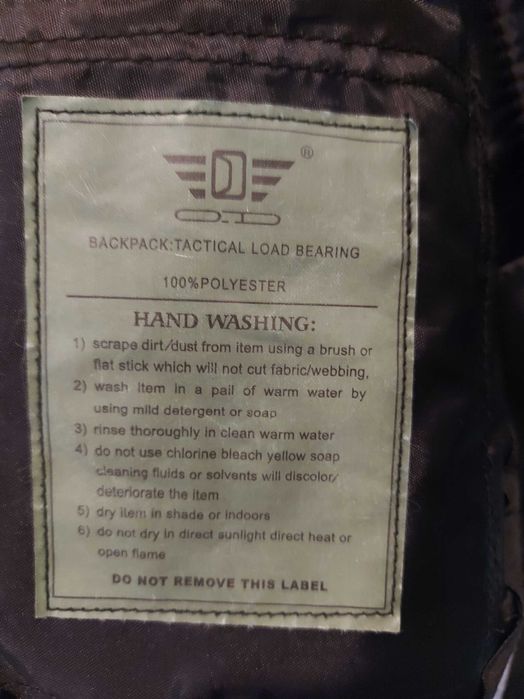 ®
BACKPACK:TACTICAL LOAD BEARING
100%POLYESTER
HAND WASHING:
1) scrape dirt/dust from item using a brush or
flat stick which will not cut fabric/webbing,
2) wash item in a pail of warm water by
using mild detergent or soap
3) rinse thoroughly in clean warm water
4) do not use chlorine bleach yellow soap
cleaning fluids or solvents will discolor/
deteriorate the item
5) dry item in shade or indoors
6) do not dry in direct sunlight direct heat or
open flame
DO NOT REMOVE THIS LABEL